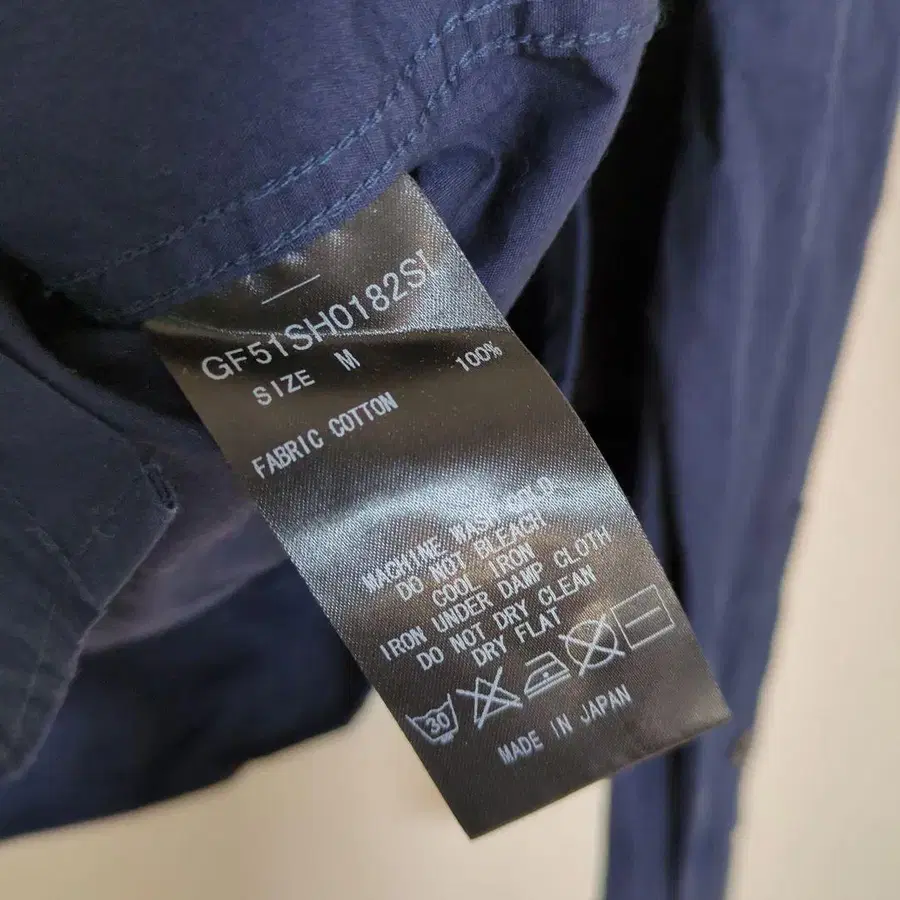 GF51SH0182SL
SIZE M
FABRIC COTTON 100%
MACHINE WASH COLD
DO NOT BLEACH
COOL IRON
IRON UNDER DAMP CLOTH
DO NOT DRY CLEAN
DRY FLAT
30
MADE IN JAPAN